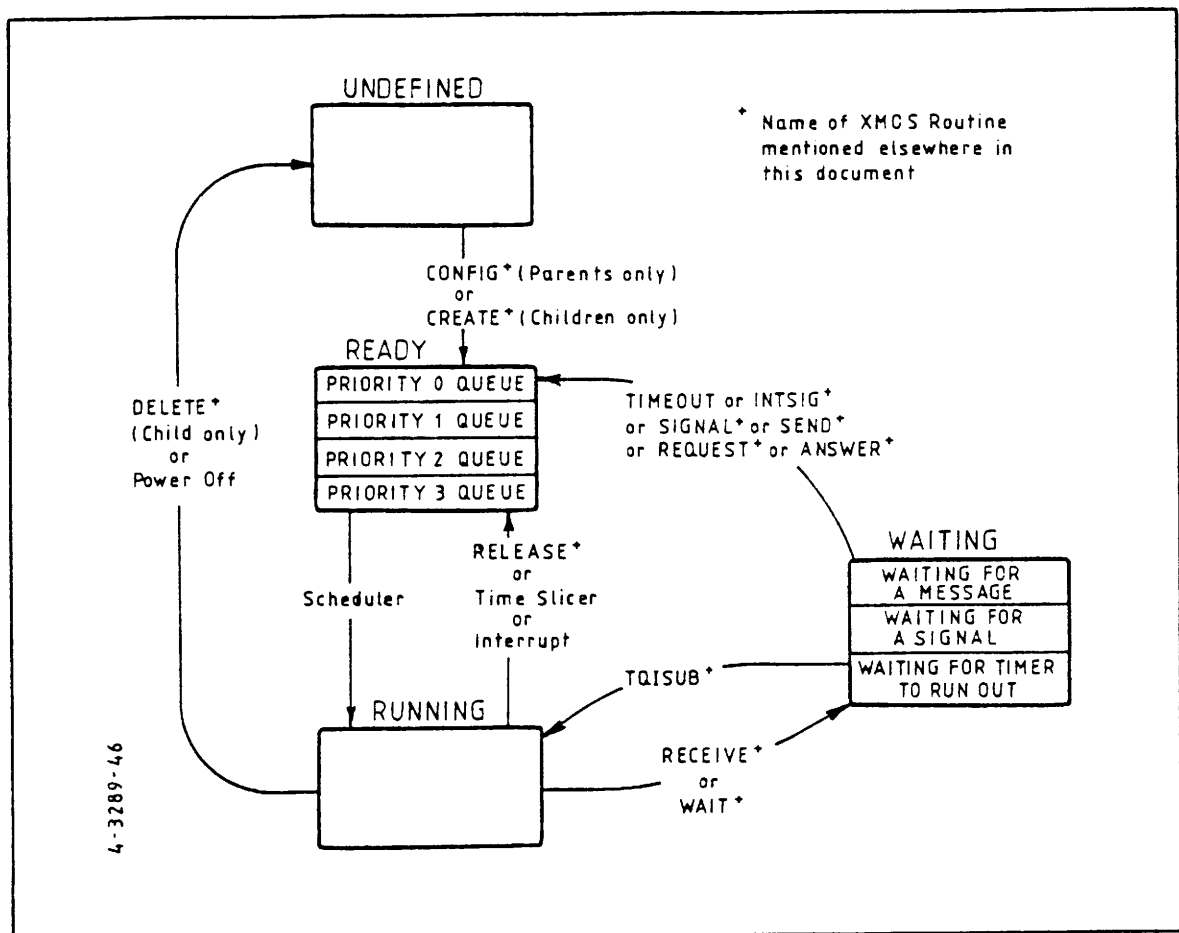 UNDEFINED
+ Name of XMCS Routine
mentioned elsewhere in
this document
CONFIG+ (Parents only)
or
CREATE+ (Children only)
READY
PRIORITY 0 QUEUE
PRIORITY 1 QUEUE
PRIORITY 2 QUEUE
PRIORITY 3 QUEUE
DELETE+
(Child only)
or
Power Off
TIMEOUT or INTSIG+
or SIGNAL+ or SEND+
or REQUEST+ or ANSWER+
Scheduler
RELEASE+
or
Time Slicer
or
Interrupt
WAITING
WAITING FOR
A MESSAGE
WAITING FOR
A SIGNAL
WAITING FOR TIMER
TO RUN OUT
TQISUB+
RUNNING
RECEIVE+
or
WAIT+
4-3289-46